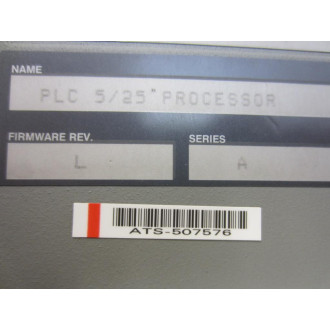 NAME
PLC 5/25" PROCESSOR
FIRMWARE REV. SERIES
L A
ATS-507576